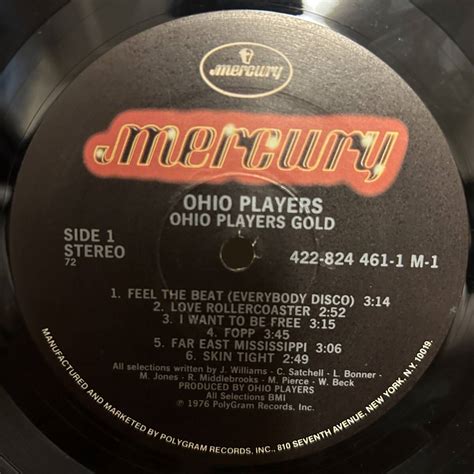 mercury
mercury
OHIO PLAYERS
OHIO PLAYERS GOLD
SIDE 1
STEREO
72
422-824 461-1 M-1
1. FEEL THE BEAT (EVERYBODY DISCO) 3:14
2. LOVE ROLLERCOASTER 2:52
3. I WANT TO BE FREE 3:15
4. FOPP 3:45
5. FAR EAST MISSISSIPPI 3:06
6. SKIN TIGHT 2:49
All selections written by J. Williams - C. Satchell - L. Bonner -
M. Jones - R. Middlebrooks - M. Pierce - W. Beck
PRODUCED BY OHIO PLAYERS
All Selections BMI
℗ 1976 PolyGram Records, Inc.
MANUFACTURED AND MARKETED BY POLYGRAM RECORDS, INC., 810 SEVENTH AVENUE, NEW YORK, N.Y. 10019.